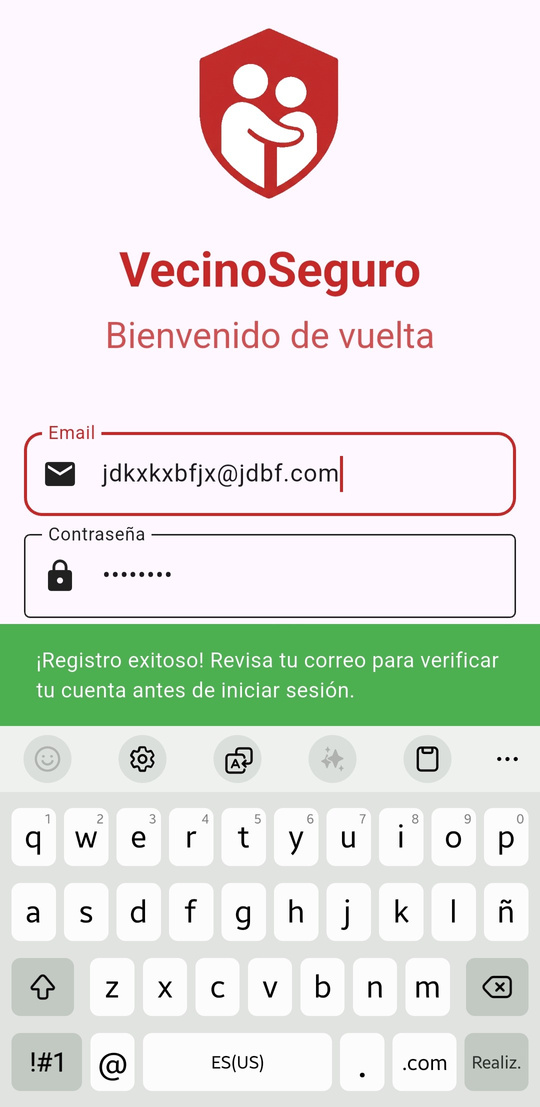 VecinoSeguro
Bienvenido de vuelta
Email
jdkxkxbfjx@jdbf.com
Contraseña
••••••••
¡Registro exitoso! Revisa tu correo para verificar
tu cuenta antes de iniciar sesión.
1 2 3 4 5 6 7 8 9 0
q w e r t y u i o p
a s d f g h j k l ñ
z x c v b n m
!#1 @ ES(US) . .com Realiz.